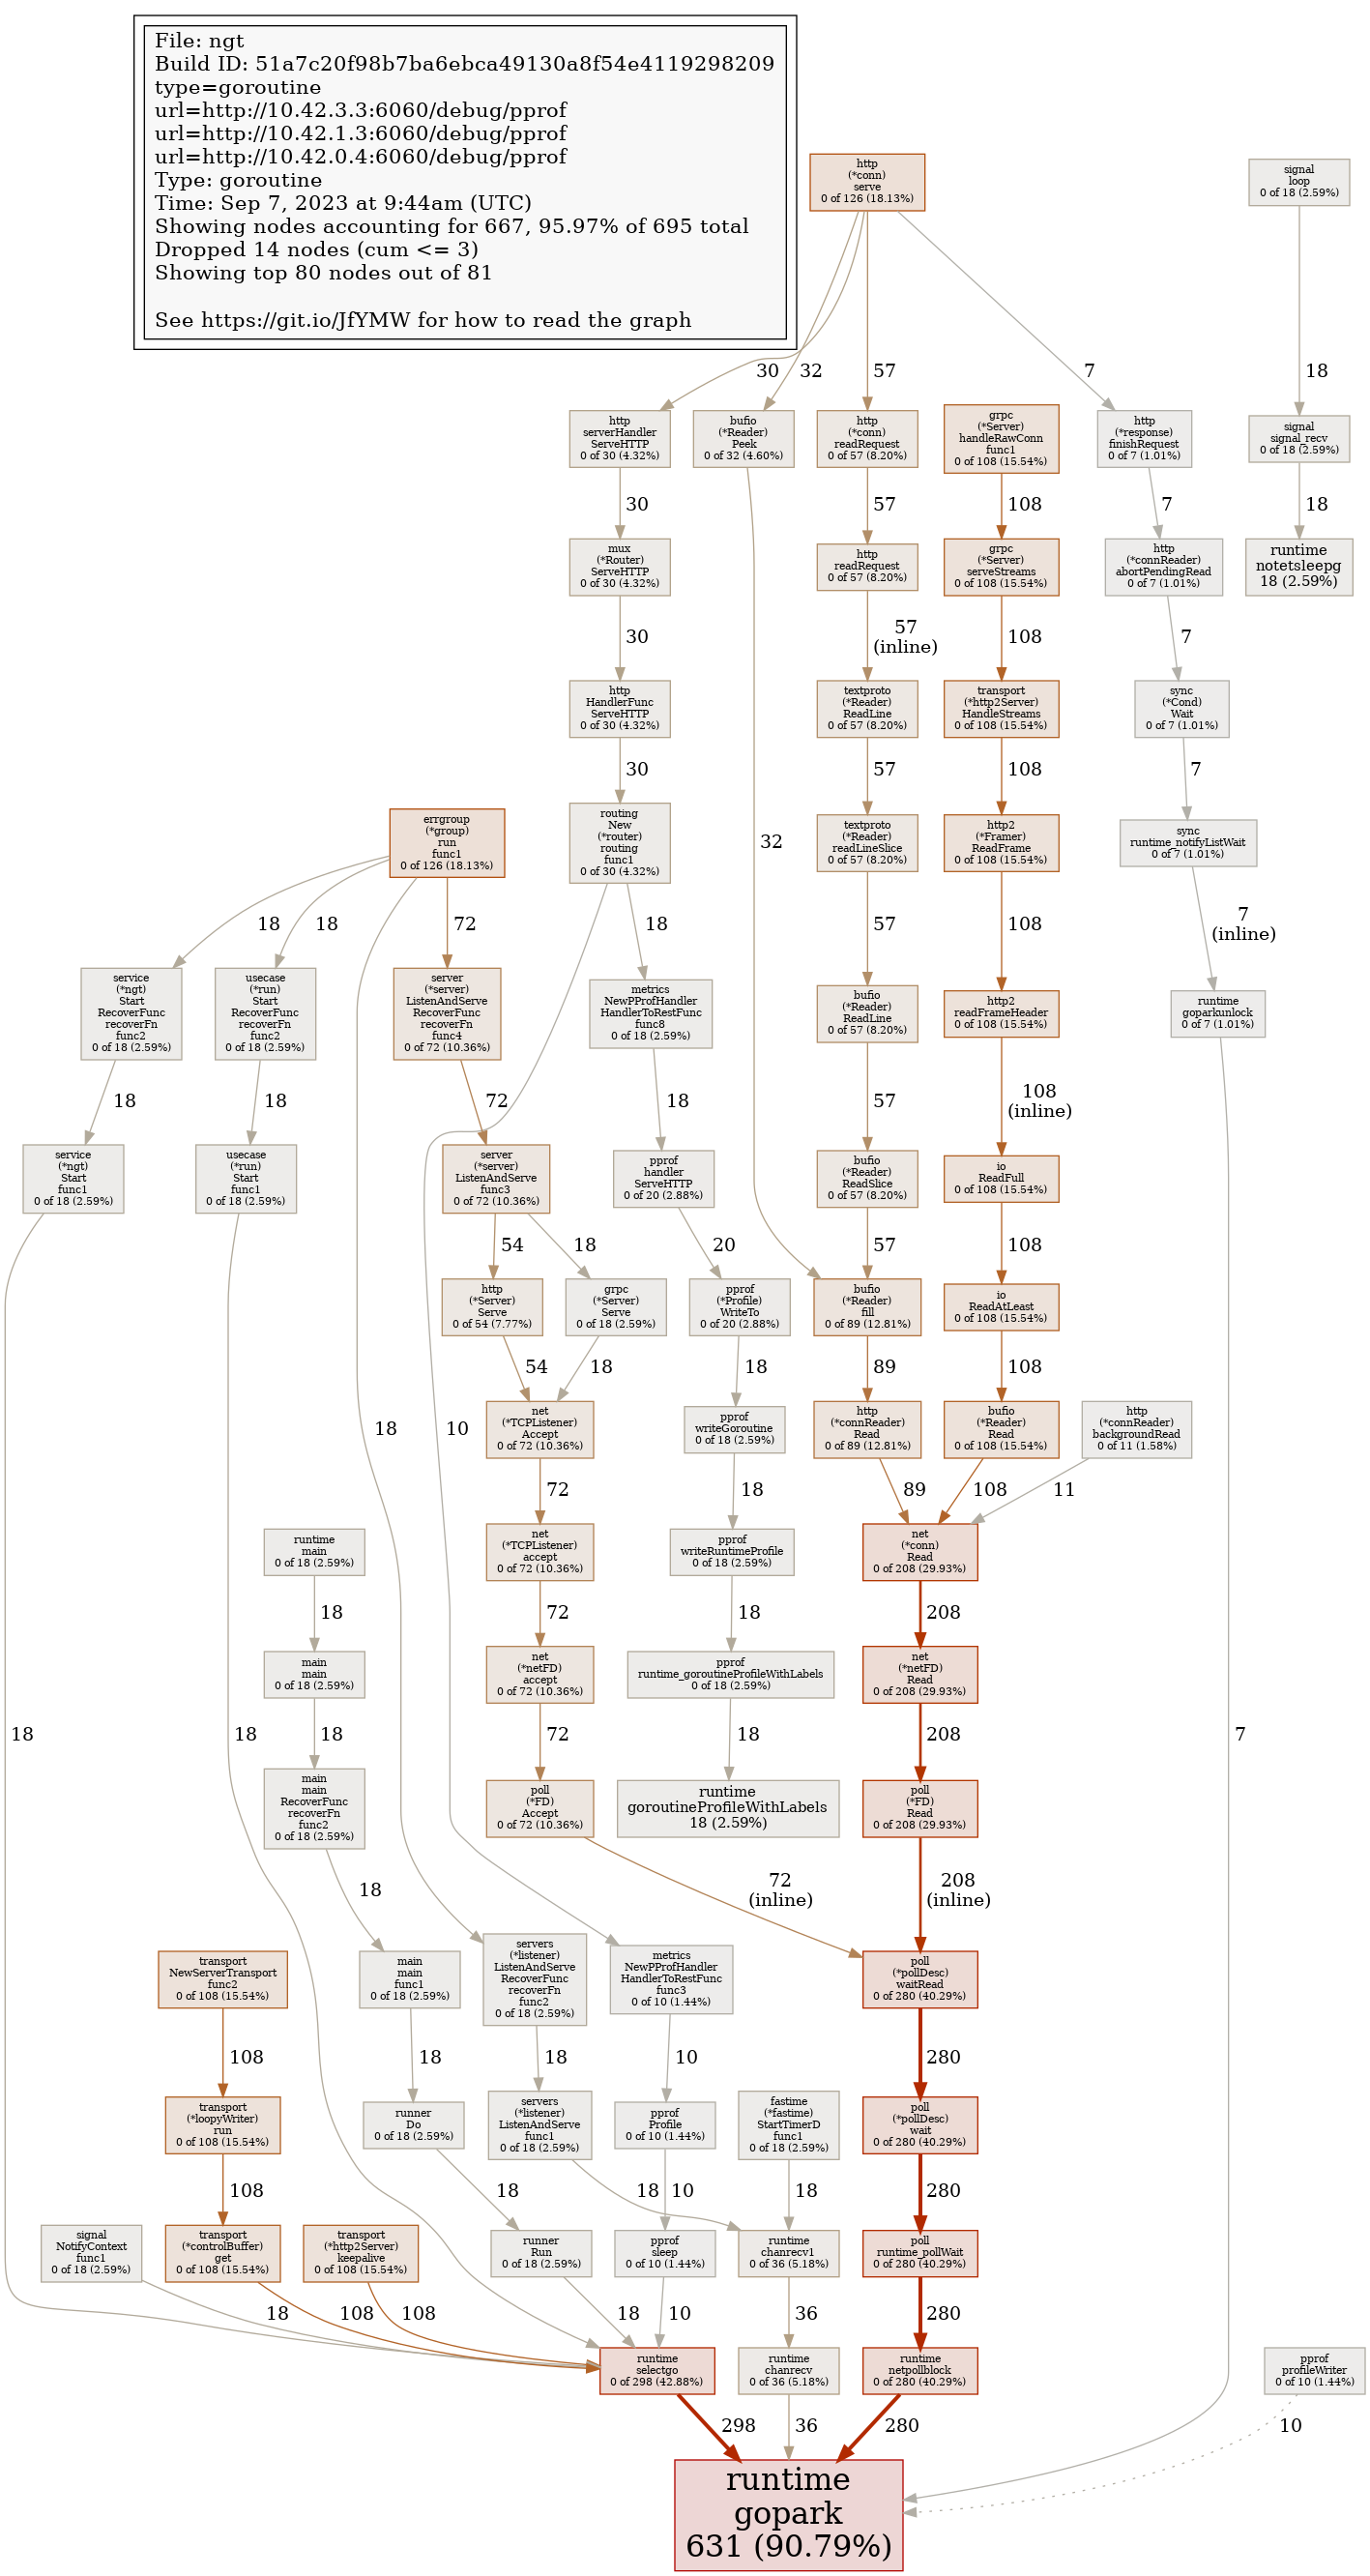 File: ngt
Build ID: 51a7c20f98b7ba6ebca49130a8f54e4119298209
type=goroutine
url=http://10.42.3.3:6060/debug/pprof
url=http://10.42.1.3:6060/debug/pprof
url=http://10.42.0.4:6060/debug/pprof
Type: goroutine
Time: Sep 7, 2023 at 9:44am (UTC)
Showing nodes accounting for 667, 95.97% of 695 total
Dropped 14 nodes (cum <= 3)
Showing top 80 nodes out of 81
See https://git.io/JfYMW for how to read the graph
http
(*conn)
serve
0 of 126 (18.13%)
signal
loop
0 of 18 (2.59%)
30
32
57
7
18
http
serverHandler
ServeHTTP
0 of 30 (4.32%)
bufio
(*Reader)
Peek
0 of 32 (4.60%)
http
(*conn)
readRequest
0 of 57 (8.20%)
grpc
(*Server)
handleRawConn
func1
0 of 108 (15.54%)
http
(*response)
finishRequest
0 of 7 (1.01%)
signal
signal_recv
0 of 18 (2.59%)
30
57
108
7
18
mux
(*Router)
ServeHTTP
0 of 30 (4.32%)
http
readRequest
0 of 57 (8.20%)
grpc
(*Server)
serveStreams
0 of 108 (15.54%)
http
(*connReader)
abortPendingRead
0 of 7 (1.01%)
runtime
notetsleepg
18 (2.59%)
30
57
(inline)
108
7
http
HandlerFunc
ServeHTTP
0 of 30 (4.32%)
textproto
(*Reader)
ReadLine
0 of 57 (8.20%)
transport
(*http2Server)
HandleStreams
0 of 108 (15.54%)
sync
(*Cond)
Wait
0 of 7 (1.01%)
30
57
108
7
errgroup
(*group)
run
func1
0 of 126 (18.13%)
routing
New
(*router)
routing
func1
0 of 30 (4.32%)
32
textproto
(*Reader)
readLineSlice
0 of 57 (8.20%)
http2
(*Framer)
ReadFrame
0 of 108 (15.54%)
sync
runtime_notifyListWait
0 of 7 (1.01%)
18
18
72
18
57
108
7
(inline)
service
(*ngt)
Start
RecoverFunc
recoverFn
func2
0 of 18 (2.59%)
usecase
(*run)
Start
RecoverFunc
recoverFn
func2
0 of 18 (2.59%)
server
(*server)
ListenAndServe
RecoverFunc
recoverFn
func4
0 of 72 (10.36%)
metrics
NewPProfHandler
HandlerToRestFunc
func8
0 of 18 (2.59%)
bufio
(*Reader)
ReadLine
0 of 57 (8.20%)
http2
readFrameHeader
0 of 108 (15.54%)
runtime
goparkunlock
0 of 7 (1.01%)
18
18
72
18
57
108
(inline)
service
(*ngt)
Start
func1
0 of 18 (2.59%)
usecase
(*run)
Start
func1
0 of 18 (2.59%)
server
(*server)
ListenAndServe
func3
0 of 72 (10.36%)
pprof
handler
ServeHTTP
0 of 20 (2.88%)
bufio
(*Reader)
ReadSlice
0 of 57 (8.20%)
io
ReadFull
0 of 108 (15.54%)
54
18
20
57
108
http
(*Server)
Serve
0 of 54 (7.77%)
grpc
(*Server)
Serve
0 of 18 (2.59%)
pprof
(*Profile)
WriteTo
0 of 20 (2.88%)
bufio
(*Reader)
fill
0 of 89 (12.81%)
io
ReadAtLeast
0 of 108 (15.54%)
54
18
18
89
108
18
10
net
(*TCPListener)
Accept
0 of 72 (10.36%)
pprof
writeGoroutine
0 of 18 (2.59%)
http
(*connReader)
Read
0 of 89 (12.81%)
bufio
(*Reader)
Read
0 of 108 (15.54%)
http
(*connReader)
backgroundRead
0 of 11 (1.58%)
72
18
89
108
11
runtime
main
0 of 18 (2.59%)
net
(*TCPListener)
accept
0 of 72 (10.36%)
pprof
writeRuntimeProfile
0 of 18 (2.59%)
net
(*conn)
Read
0 of 208 (29.93%)
18
72
18
208
main
main
0 of 18 (2.59%)
net
(*netFD)
accept
0 of 72 (10.36%)
pprof
runtime_goroutineProfileWithLabels
0 of 18 (2.59%)
net
(*netFD)
Read
0 of 208 (29.93%)
18
18
18
72
18
208
7
main
main
RecoverFunc
recoverFn
func2
0 of 18 (2.59%)
poll
(*FD)
Accept
0 of 72 (10.36%)
runtime
goroutineProfileWithLabels
18 (2.59%)
poll
(*FD)
Read
0 of 208 (29.93%)
18
72
(inline)
208
(inline)
transport
NewServerTransport
func2
0 of 108 (15.54%)
main
main
func1
0 of 18 (2.59%)
servers
(*listener)
ListenAndServe
RecoverFunc
recoverFn
func2
0 of 18 (2.59%)
metrics
NewPProfHandler
HandlerToRestFunc
func3
0 of 10 (1.44%)
poll
(*pollDesc)
waitRead
0 of 280 (40.29%)
108
18
18
10
280
transport
(*loopyWriter)
run
0 of 108 (15.54%)
runner
Do
0 of 18 (2.59%)
servers
(*listener)
ListenAndServe
func1
0 of 18 (2.59%)
pprof
Profile
0 of 10 (1.44%)
fastime
(*fastime)
StartTimerD
func1
0 of 18 (2.59%)
poll
(*pollDesc)
wait
0 of 280 (40.29%)
108
18
18
10
18
280
signal
NotifyContext
func1
0 of 18 (2.59%)
transport
(*controlBuffer)
get
0 of 108 (15.54%)
transport
(*http2Server)
keepalive
0 of 108 (15.54%)
runner
Run
0 of 18 (2.59%)
pprof
sleep
0 of 10 (1.44%)
runtime
chanrecv1
0 of 36 (5.18%)
poll
runtime_pollWait
0 of 280 (40.29%)
18
108
108
18
10
36
280
runtime
selectgo
0 of 298 (42.88%)
runtime
chanrecv
0 of 36 (5.18%)
runtime
netpollblock
0 of 280 (40.29%)
pprof
profileWriter
0 of 10 (1.44%)
298
36
280
10
runtime
gopark
631 (90.79%)